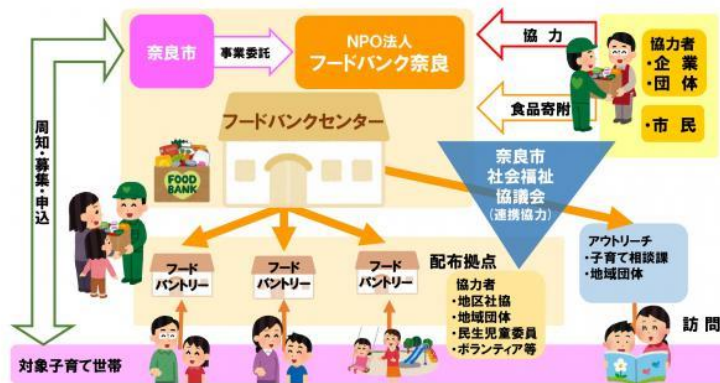 奈良市
事業委託
NPO法人
フードバンク奈良
協力
協力者
・企業
・団体
・市民
食品寄附
フードバンクセンター
FOOD
BANK
周知・募集・申込
奈良市
社会福祉
協議会
(連携協力)
アウトリーチ
・子育て相談課
・地域団体
配布拠点
フード
パントリー
フード
パントリー
フード
パントリー
協力者
・地区社協
・地域団体
・民生児童委員
・ボランティア等
訪問
対象子育て世帯